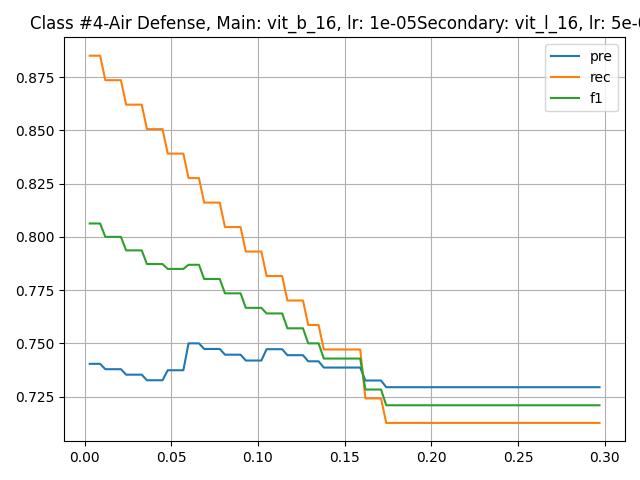 Class #4-Air Defense, Main: vit_b_16, lr: 1e-05Secondary: vit_l_16, lr: 5e-
pre
rec
f1
0.875
0.850
0.825
0.800
0.775
0.750
0.725
0.00 0.05 0.10 0.15 0.20 0.25 0.30